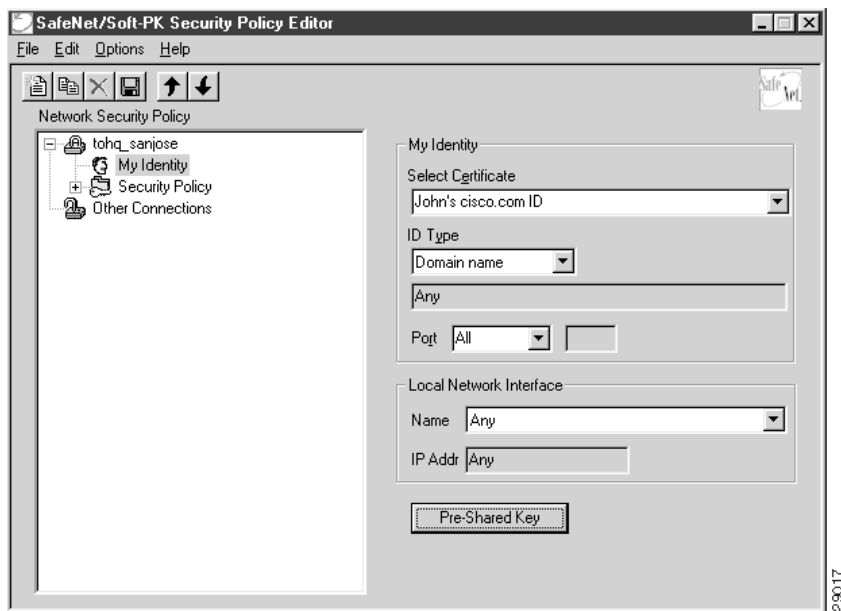 SafeNet/Soft-PK Security Policy Editor
File Edit Options Help
Safe Net
Network Security Policy
tohq_sanjose
My Identity
Security Policy
Other Connections
My Identity
Select Certificate
John's cisco.com ID
ID Type
Domain name
Any
Port All
Local Network Interface
Name Any
IP Addr Any
Pre-Shared Key
29017